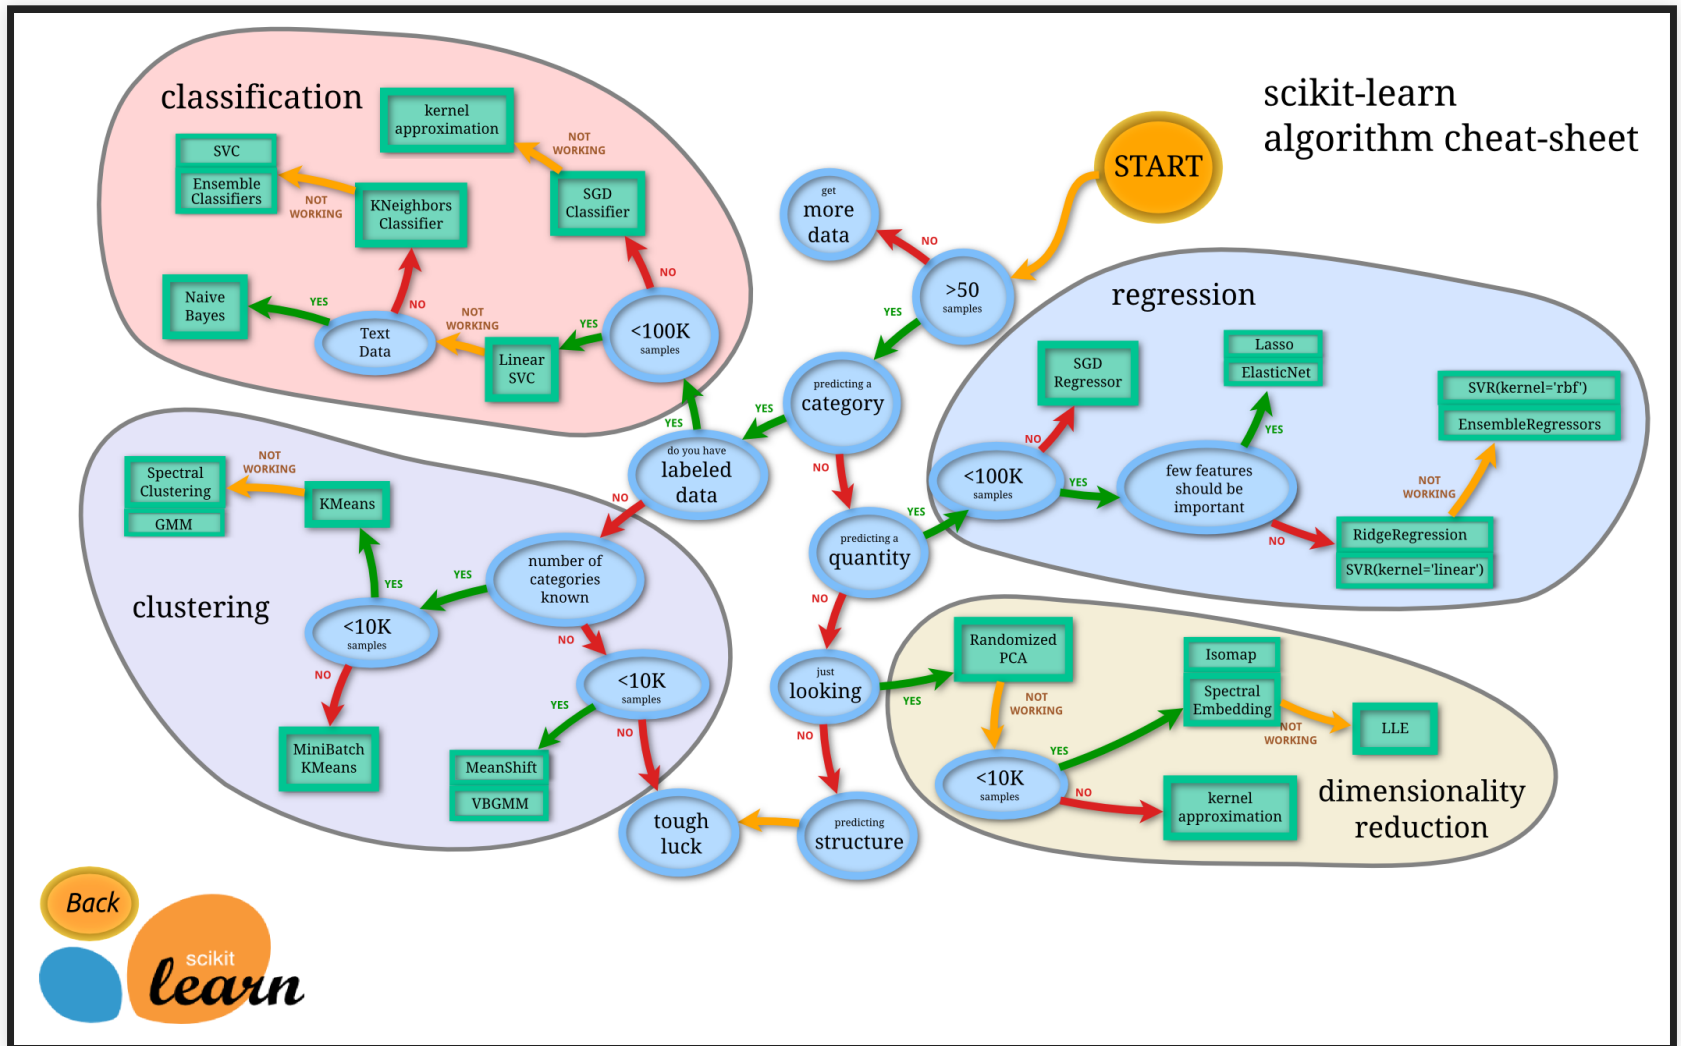 scikit-learn
algorithm cheat-sheet
START
get
more
data
NO
>50
samples
YES
predicting a
category
YES
NO
do you have
labeled
data
YES
NO
predicting a
quantity
YES
NO
just
looking
YES
NO
predicting
structure
tough
luck
classification
kernel
approximation
NOT
WORKING
SVC
Ensemble
Classifiers
NOT
WORKING
KNeighbors
Classifier
SGD
Classifier
NO
Naive
Bayes
YES
NO
Text
Data
NOT
WORKING
Linear
SVC
YES
<100K
samples
regression
SGD
Regressor
Lasso
ElasticNet
SVR(kernel='rbf')
EnsembleRegressors
NO
YES
<100K
samples
YES
few features
should be
important
NOT
WORKING
NO
RidgeRegression
SVR(kernel='linear')
clustering
Spectral
Clustering
GMM
NOT
WORKING
KMeans
number of
categories
known
YES
YES
<10K
samples
NO
NO
<10K
samples
MiniBatch
KMeans
YES
NO
MeanShift
VBGMM
dimensionality
reduction
Randomized
PCA
NOT
WORKING
Isomap
Spectral
Embedding
NOT
WORKING
LLE
YES
<10K
samples
NO
kernel
approximation
Back
scikit
learn